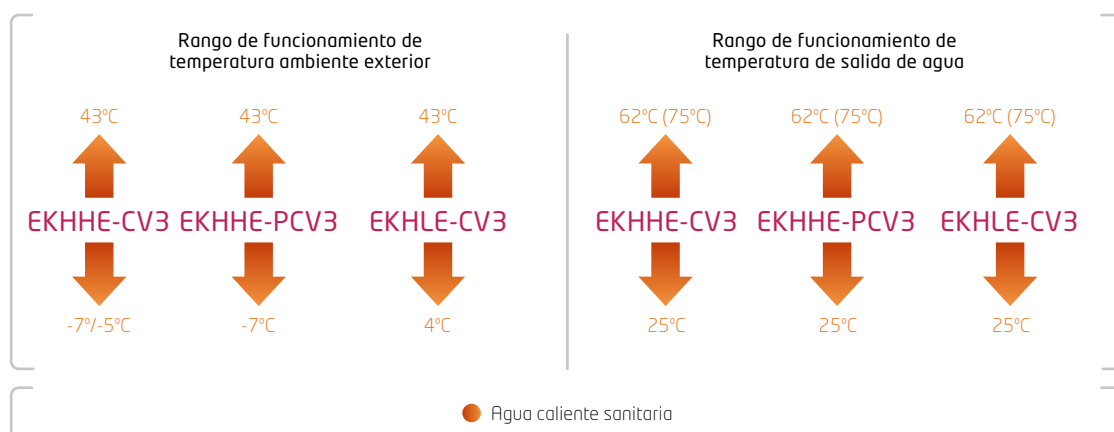 Rango de funcionamiento de
temperatura ambiente exterior
43ºC 43ºC 43ºC
EKHHE-CV3 EKHHE-PCV3 EKHLE-CV3
-7º/-5ºC -7ºC 4ºC
Rango de funcionamiento de
temperatura de salida de agua
62ºC (75ºC) 62ºC (75ºC) 62ºC (75ºC)
EKHHE-CV3 EKHHE-PCV3 EKHLE-CV3
25ºC 25ºC 25ºC
Agua caliente sanitaria